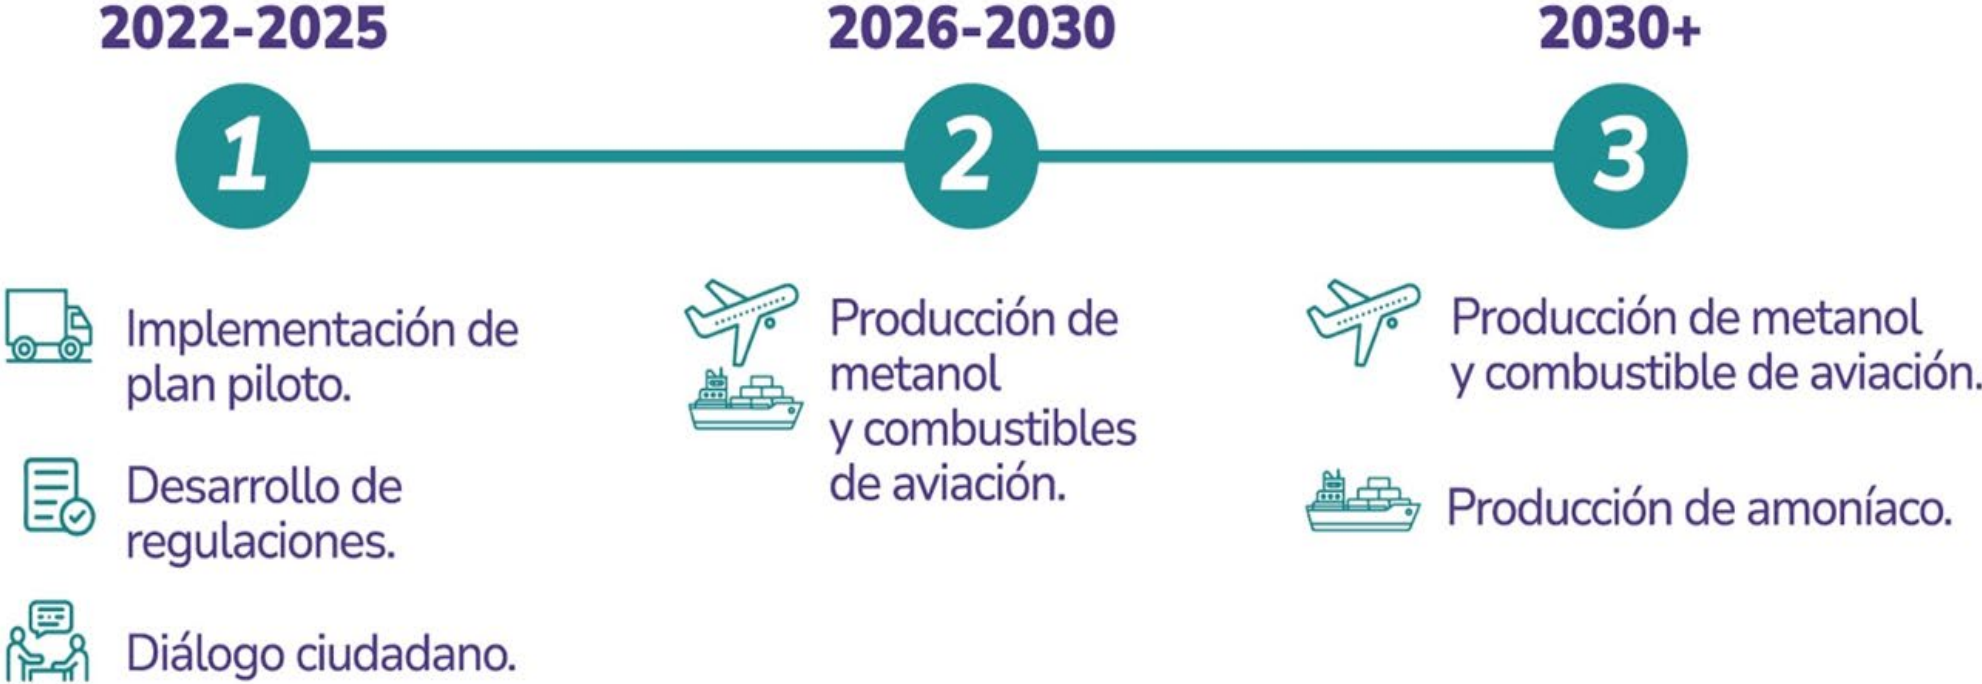 2022-2025
1
Implementación de
plan piloto.
Desarrollo de
regulaciones.
Diálogo ciudadano.
2026-2030
2
Producción de
metanol
y combustibles
de aviación.
2030+
3
Producción de metanol
y combustible de aviación.
Producción de amoníaco.